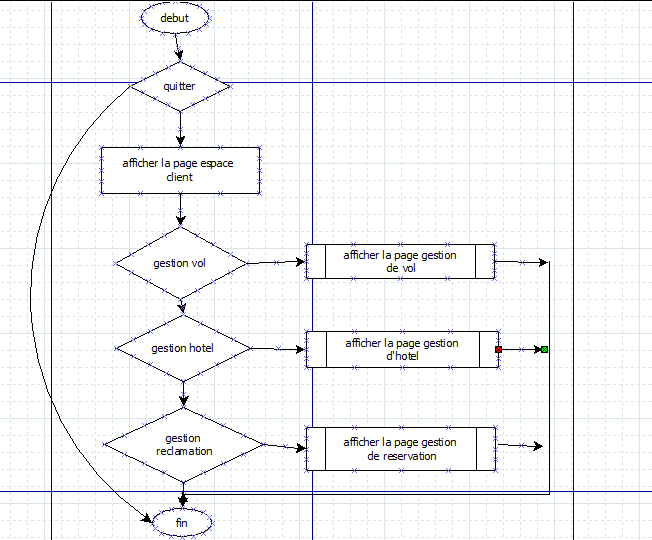 debut
quitter
afficher la page espace
client
gestion vol
afficher la page gestion
de vol
gestion hotel
afficher la page gestion
d'hotel
gestion
reclamation
afficher la page gestion
de reservation
fin